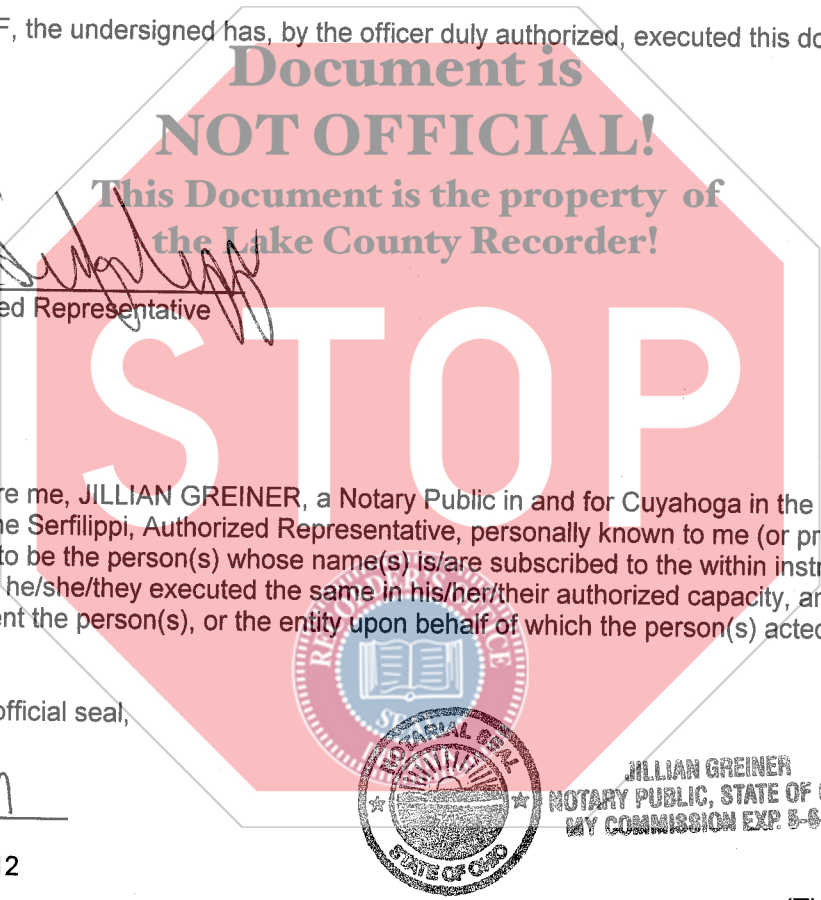 F, the undersigned has, by the officer duly authorized, executed this do
Document is
NOT OFFICIAL!
This Document is the property of
the Lake County Recorder!
ed Representative
STOP
re me, JILLIAN GREINER, a Notary Public in and for Cuyahoga in the
ne Serfilippi, Authorized Representative, personally known to me (or pr
to be the person(s) whose name(s) is/are subscribed to the within instr
he/she/they executed the same in his/her/their authorized capacity, an
ent the person(s), or the entity upon behalf of which the person(s) acted
official seal,
NOTARIAL SEAL
STATE OF OHIO
JILLIAN GREINER
NOTARY PUBLIC, STATE OF
MY COMMISSION EXP. 5-6
12